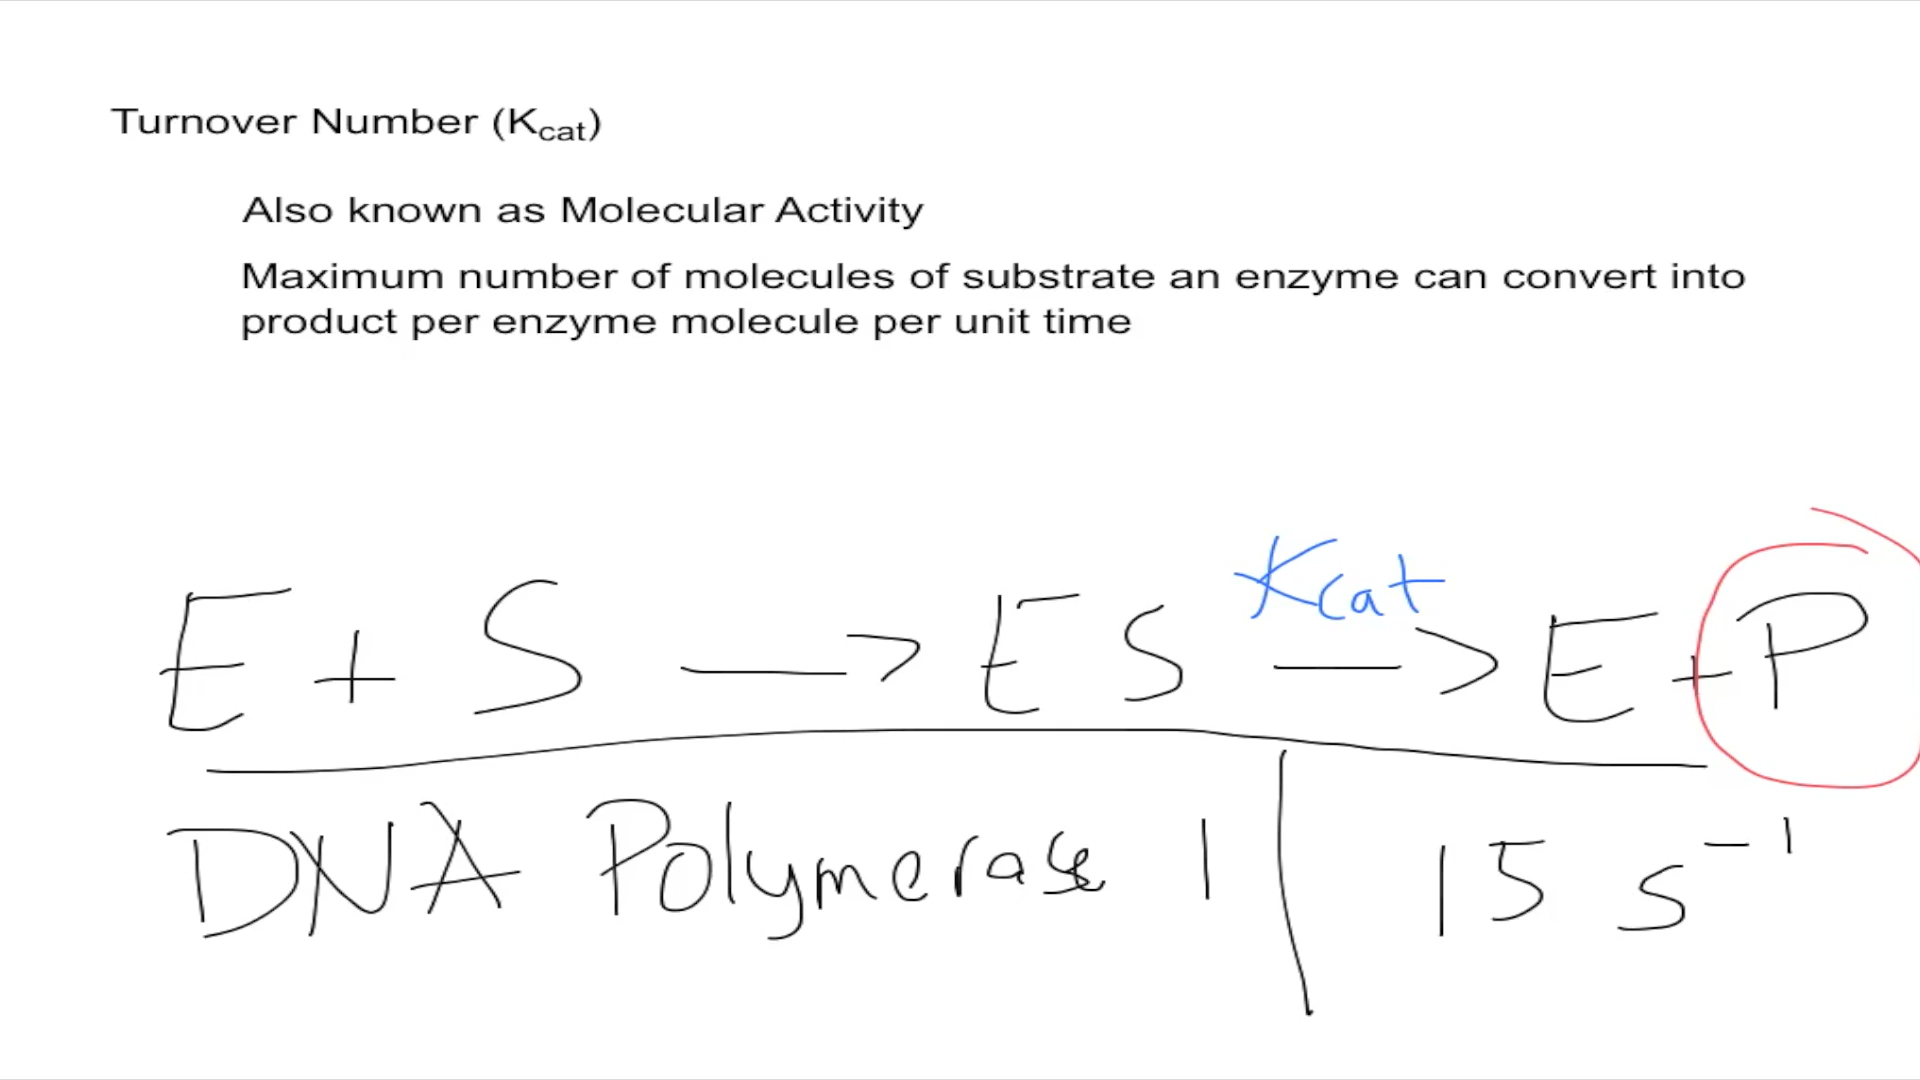 Turnover Number (Kcat)
Also known as Molecular Activity
Maximum number of molecules of substrate an enzyme can convert into
product per enzyme molecule per unit time
Kcat
E + S —> ES —> E + P
DNA Polymerase 1 | 15 s⁻¹